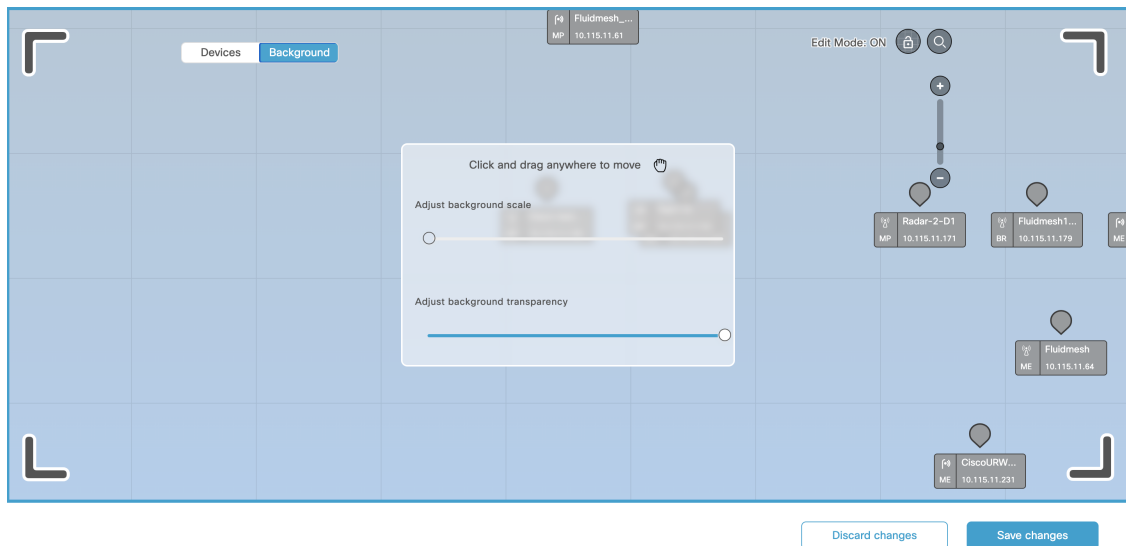 Fluidmesh_...
MP 10.115.11.61
Devices Background
Edit Mode: ON
Click and drag anywhere to move
Adjust background scale
Adjust background transparency
Radar-2-D1
MP 10.115.11.171
Fluidmesh1...
BR 10.115.11.179
ME
Fluidmesh
ME 10.115.11.64
CiscoURW...
ME 10.115.11.231
Discard changes Save changes